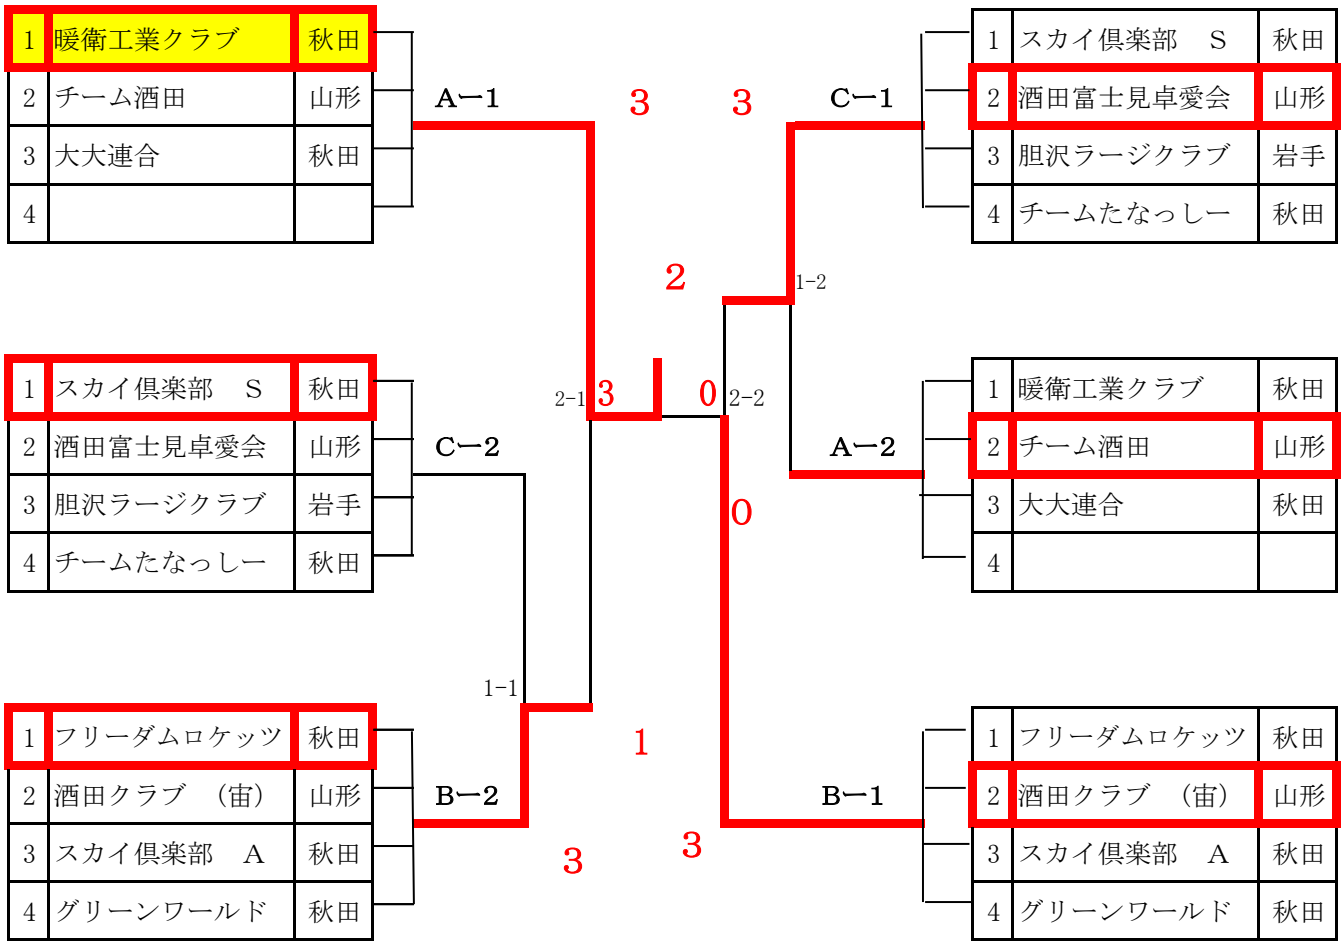 1 暖衛工業クラブ 秋田
2 チーム酒田 山形
3 大大連合 秋田
4
A－1
3
3
C－1
1 スカイ倶楽部 S 秋田
2 酒田富士見卓愛会 山形
3 胆沢ラージクラブ 岩手
4 チームたなっしー 秋田
2
1-2
1 スカイ倶楽部 S 秋田
2 酒田富士見卓愛会 山形
3 胆沢ラージクラブ 岩手
4 チームたなっしー 秋田
C－2
2-1
3
0
2-2
A－2
1 暖衛工業クラブ 秋田
2 チーム酒田 山形
3 大大連合 秋田
4
0
1-1
1 フリーダムロケッツ 秋田
2 酒田クラブ （宙） 山形
3 スカイ倶楽部 A 秋田
4 グリーンワールド 秋田
B－2
1
3
3
B－1
1 フリーダムロケッツ 秋田
2 酒田クラブ （宙） 山形
3 スカイ倶楽部 A 秋田
4 グリーンワールド 秋田